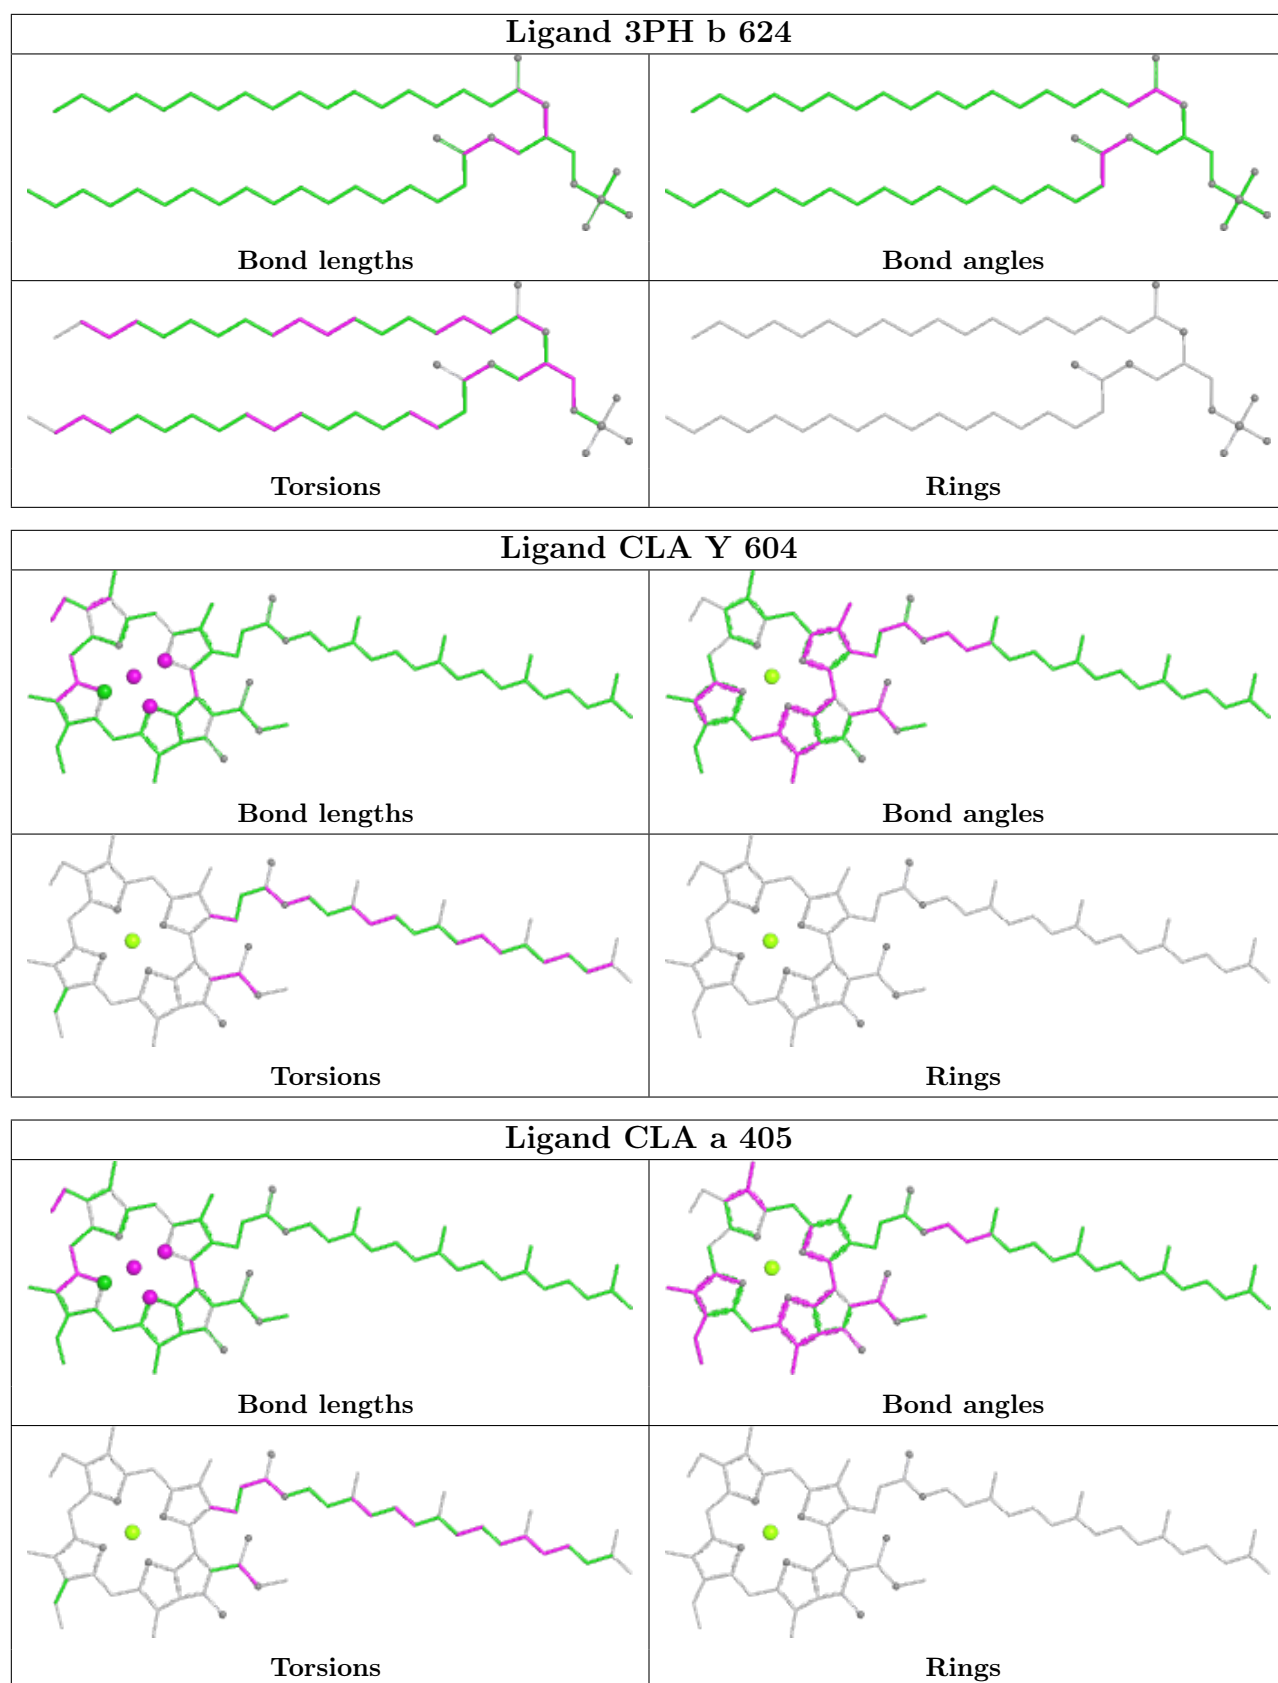 Ligand 3PH b 624
Bond lengths
Bond angles
Torsions
Rings
Ligand CLA Y 604
Bond lengths
Bond angles
Torsions
Rings
Ligand CLA a 405
Bond lengths
Bond angles
Torsions
Rings